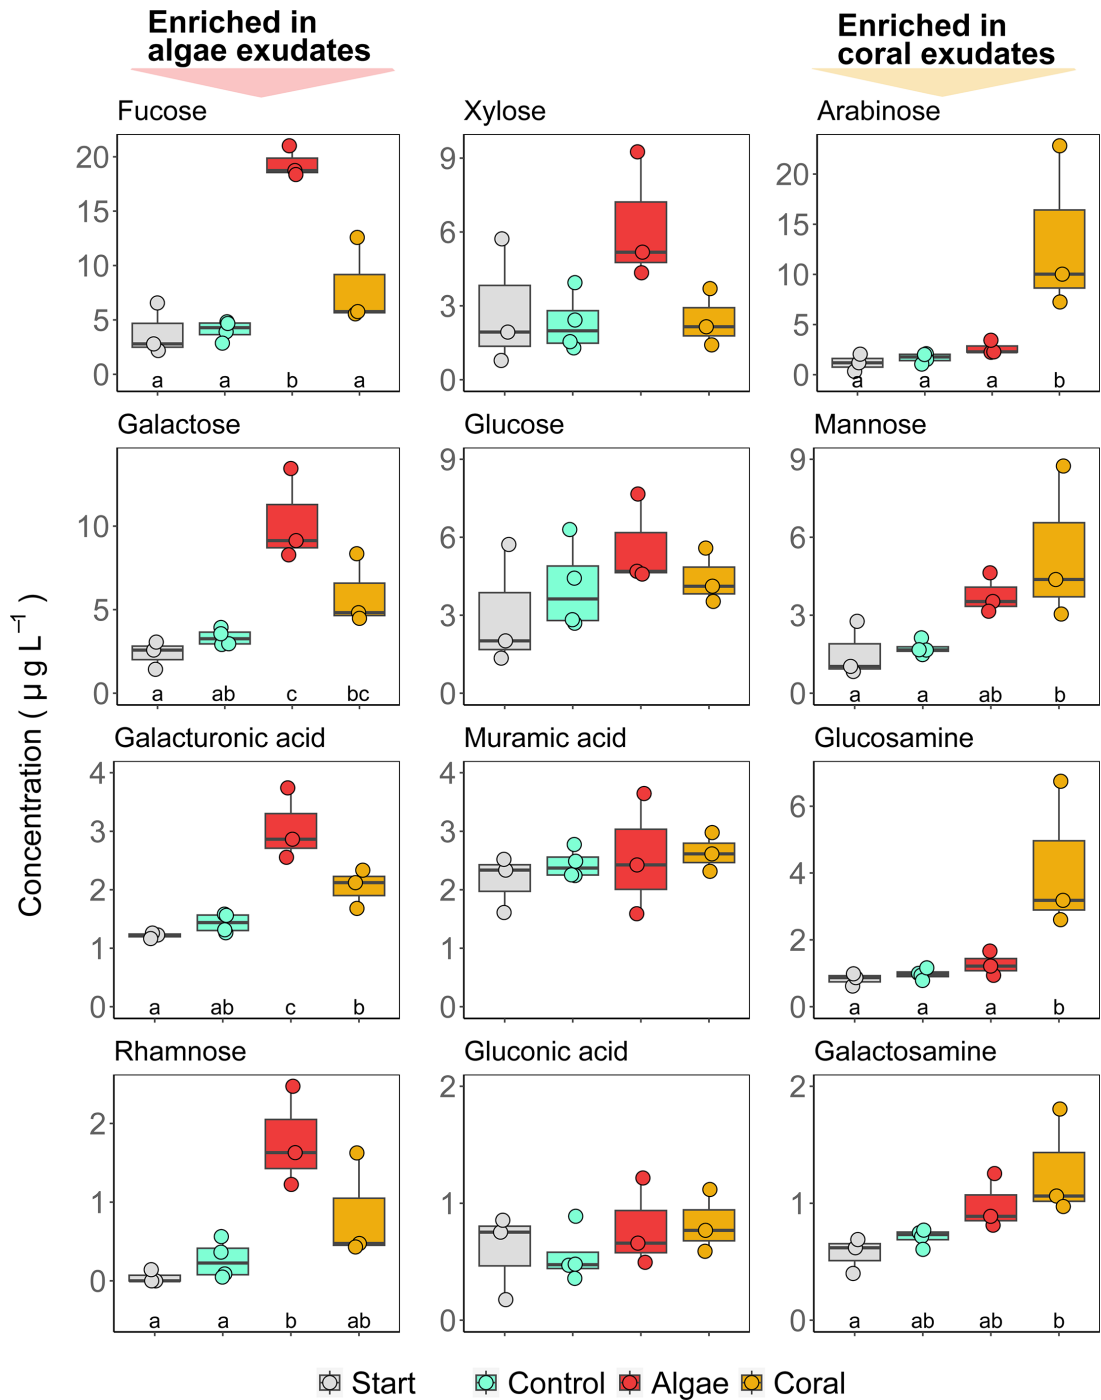 Enriched in
algae exudates
Enriched in
coral exudates
Fucose
Xylose
Arabinose
20
15
10
5
0
a a b a
9
6
3
0
20
15
10
5
0
a a a b
Galactose
Glucose
Mannose
10
5
0
a ab c bc
9
6
3
0
9
6
3
0
a a ab b
Galacturonic acid
Muramic acid
Glucosamine
4
3
2
1
0
a ab c b
4
3
2
1
0
6
4
2
0
a a a b
Rhamnose
Gluconic acid
Galactosamine
2
1
0
a a b ab
2
1
0
2
1
0
a ab ab b
Concentration ( µ g L⁻¹ )
Start Control Algae Coral